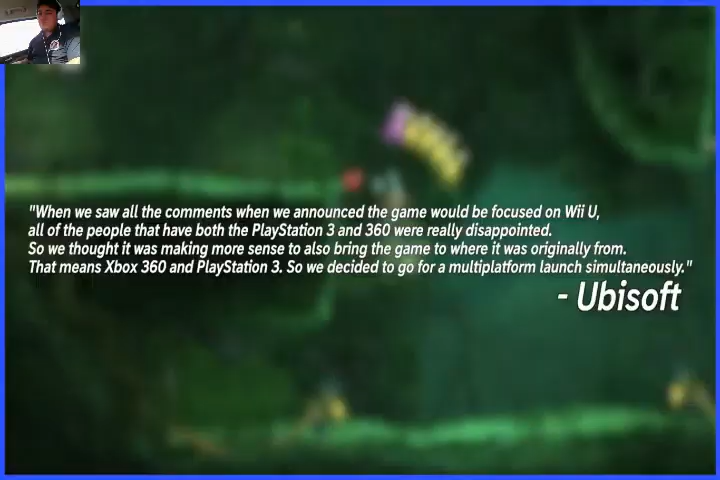 "When we saw all the comments when we announced the game would be focused on Wii U,
all of the people that have both the PlayStation 3 and 360 were really disappointed.
So we thought it was making more sense to also bring the game to where it was originally from.
That means Xbox 360 and PlayStation 3. So we decided to go for a multiplatform launch simultaneously."
- Ubisoft